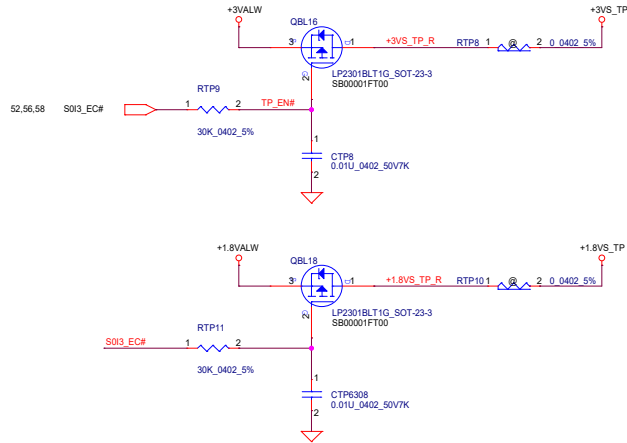 +3VALW
QBL16
+3VS_TP
3
1
+3VS_TP_R
RTP8
1
@
2
0_0402_5%
LP2301BLT1G_SOT-23-3
SB00001FT00
2
52,56,58
S0I3_EC#
RTP9
1
2
TP_EN#
30K_0402_5%
1
CTP8
0.01U_0402_50V7K
2
+1.8VALW
QBL18
+1.8VS_TP
3
1
+1.8VS_TP_R
RTP10
1
@
2
0_0402_5%
LP2301BLT1G_SOT-23-3
SB00001FT00
2
S0I3_EC#
RTP11
1
2
30K_0402_5%
1
CTP6308
0.01U_0402_50V7K
2